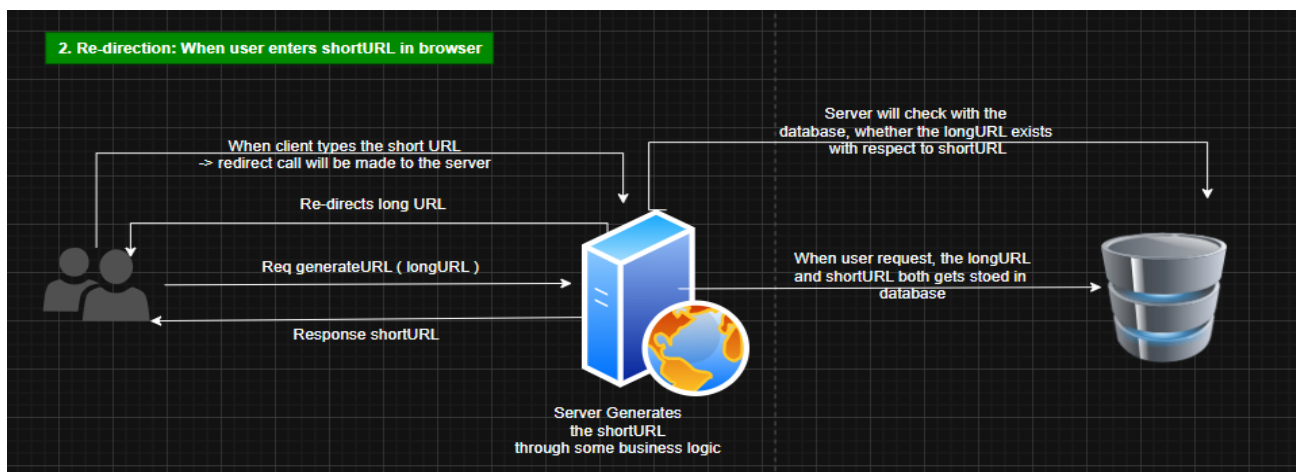 2. Re-direction: When user enters shortURL in browser
When client types the short URL
-> redirect call will be made to the server
Server will check with the
database, whether the longURL exists
with respect to shortURL
Re-directs long URL
Req generateURL ( longURL )
When user request, the longURL
and shortURL both gets stoed in
database
Response shortURL
Server Generates
the shortURL
through some business logic